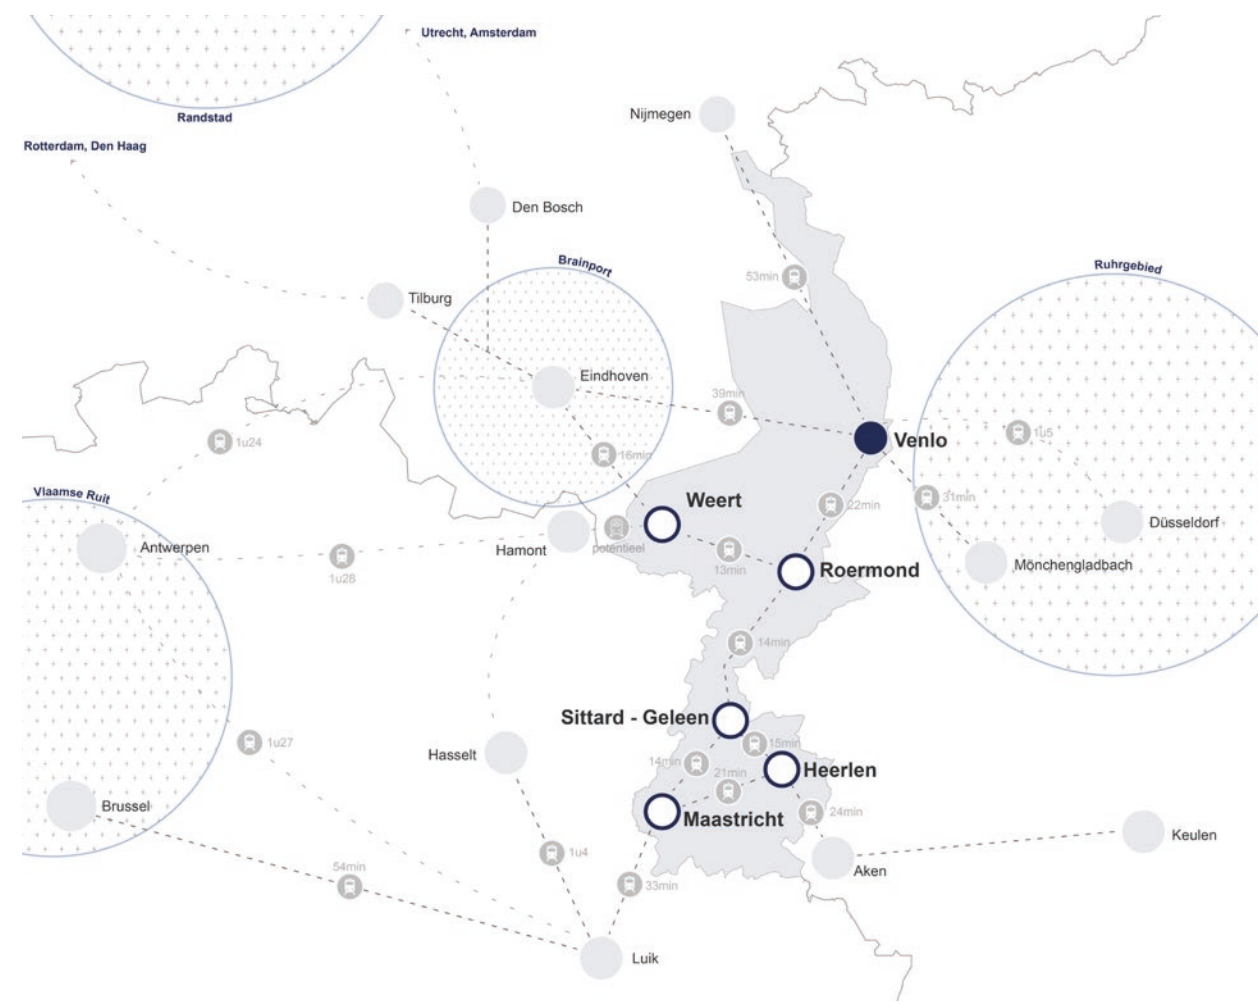 Utrecht, Amsterdam
Randstad
Nijmegen
Rotterdam, Den Haag
Den Bosch
Brainport
Ruhrgebied
53min
Tilburg
Eindhoven
39min
1u24
1u5
Venlo
16min
Vlaamse Ruit
31min
Weert
22min
Düsseldorf
Antwerpen
Hamont
potentieel
1u28
13min
Roermond
Mönchengladbach
14min
Sittard - Geleen
1u27
15min
Hasselt
14min
21min
Heerlen
Brussel
Maastricht
24min
Keulen
1u4
54min
Aken
33min
Luik